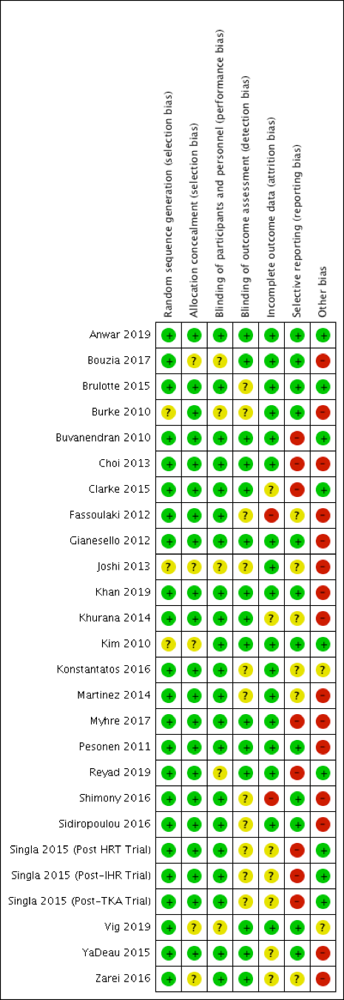 Random sequence generation (selection bias)
Allocation concealment (selection bias)
Blinding of participants and personnel (performance bias)
Blinding of outcome assessment (detection bias)
Incomplete outcome data (attrition bias)
Selective reporting (reporting bias)
Other bias
Anwar 2019 + + + + + + +
Bouzia 2017 + ? ? + + + -
Brulotte 2015 + + + ? + + +
Burke 2010 ? + ? ? + + -
Buvanendran 2010 + + + + + - +
Choi 2013 + + + + + - -
Clarke 2015 + + + + ? - +
Fassoulaki 2012 + + + ? - ? -
Gianesello 2012 + + + + + + -
Joshi 2013 ? ? ? ? + ? -
Khan 2019 + + + + + + -
Khurana 2014 + + + + ? ? -
Kim 2010 ? ? + + + + +
Konstantatos 2016 + + + ? + ? ?
Martinez 2014 + + + ? + ? -
Myhre 2017 + + + + + - -
Pesonen 2011 + + + + + + -
Reyad 2019 + + ? + + - +
Shimony 2016 + + + ? - + -
Sidiropoulou 2016 + + + ? + + -
Singla 2015 (Post HRT Trial) + + + ? ? - +
Singla 2015 (Post-IHR Trial) + + + ? ? - +
Singla 2015 (Post-TKA Trial) + + + ? ? - +
Vig 2019 + ? ? + + + ?
YaDeau 2015 + + + + ? + -
Zarei 2016 + ? + + ? ? -